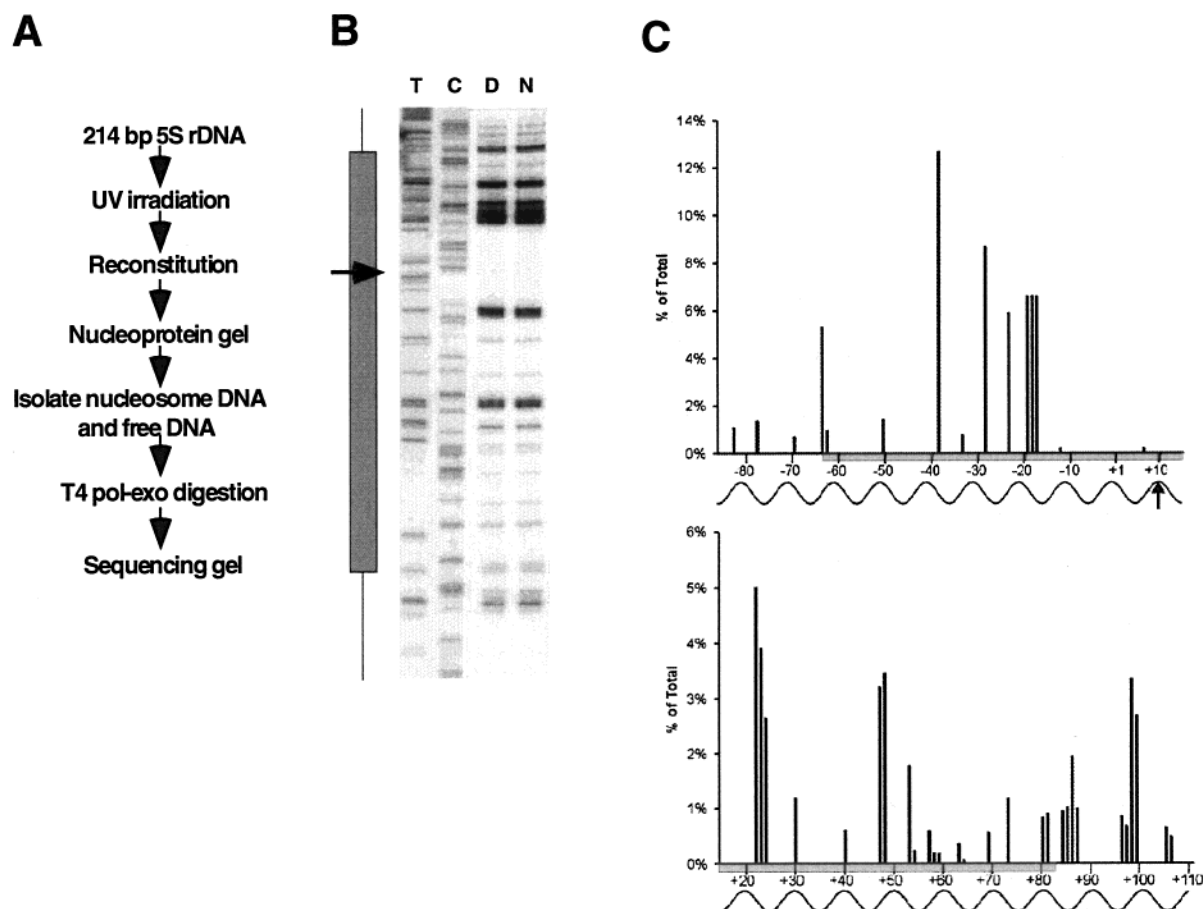 A
214 bp 5S rDNA
UV irradiation
Reconstitution
Nucleoprotein gel
Isolate nucleosome DNA
and free DNA
T4 pol-exo digestion
Sequencing gel
B
T C D N
C
14%
12%
10%
8%
6%
4%
2%
0%
% of Total
-80 -70 -60 -50 -40 -30 -20 -10 +1 +10
6%
5%
4%
3%
2%
1%
0%
% of Total
+20 +30 +40 +50 +60 +70 +80 +90 +100 +110